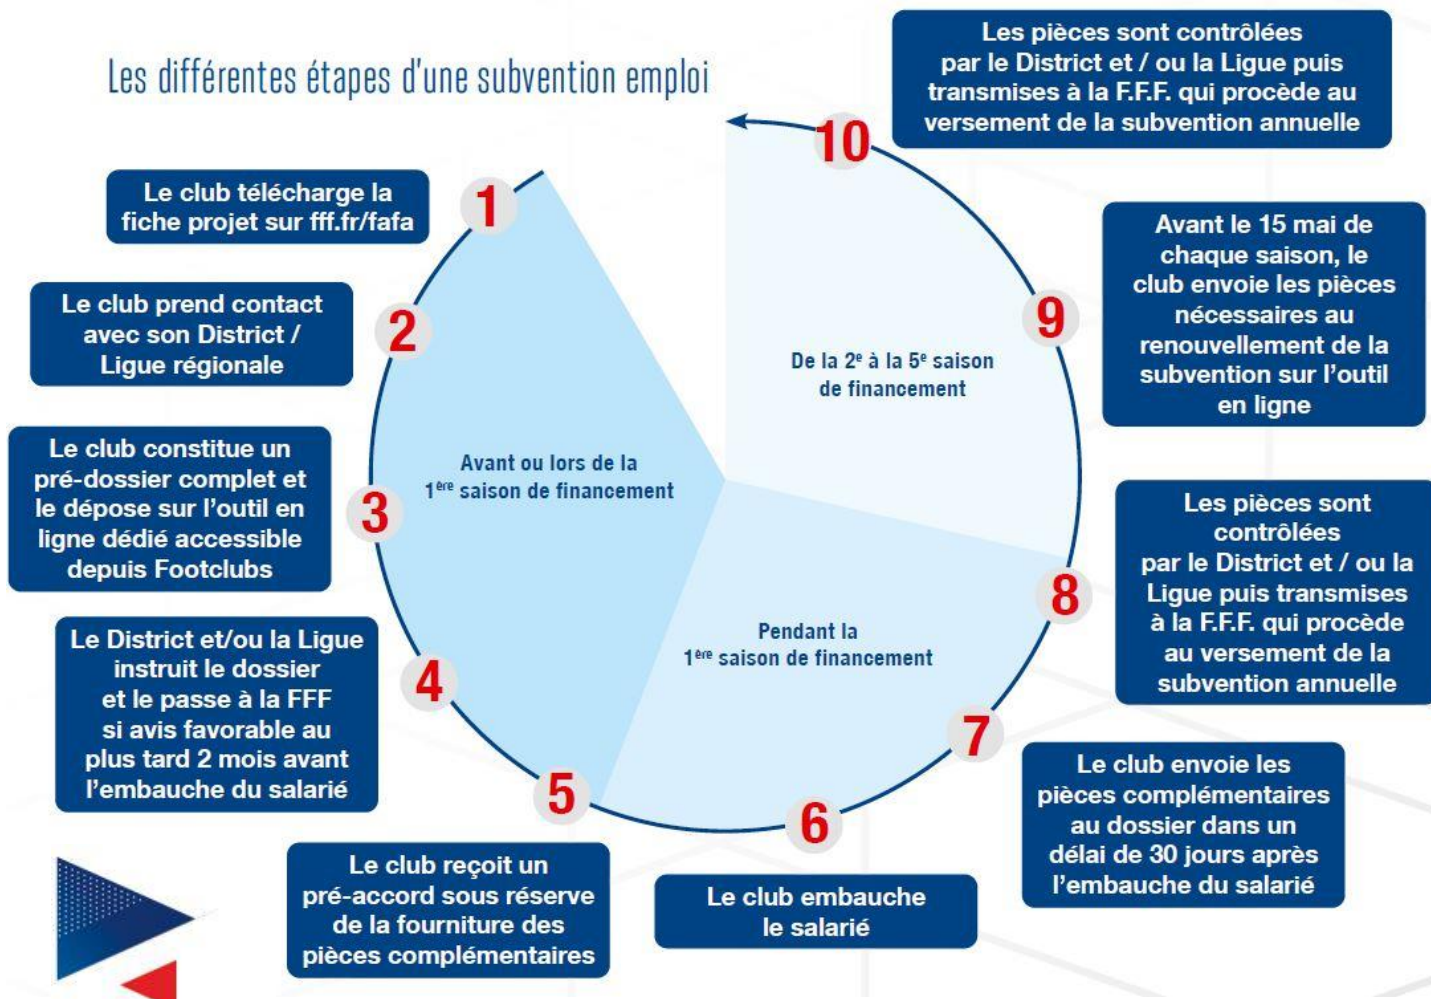 Les différentes étapes d'une subvention emploi
1
Le club télécharge la
fiche projet sur fff.fr/fafa
2
Le club prend contact
avec son District /
Ligue régionale
3
Le club constitue un
pré-dossier complet et
le dépose sur l'outil en
ligne dédié accessible
depuis Footclubs
4
Le District et/ou la Ligue
instruit le dossier
et le passe à la FFF
si avis favorable au
plus tard 2 mois avant
l'embauche du salarié
5
Le club reçoit un
pré-accord sous réserve
de la fourniture des
pièces complémentaires
Avant ou lors de la
1ère saison de financement
6
Le club embauche
le salarié
7
Le club envoie les
pièces complémentaires
au dossier dans un
délai de 30 jours après
l'embauche du salarié
8
Les pièces sont
contrôlées
par le District et / ou la
Ligue puis transmises
à la F.F.F. qui procède
au versement de la
subvention annuelle
Pendant la
1ère saison de financement
9
Avant le 15 mai de
chaque saison, le
club envoie les pièces
nécessaires au
renouvellement de la
subvention sur l'outil
en ligne
10
Les pièces sont contrôlées
par le District et / ou la Ligue puis
transmises à la F.F.F. qui procède au
versement de la subvention annuelle
De la 2e à la 5e saison
de financement